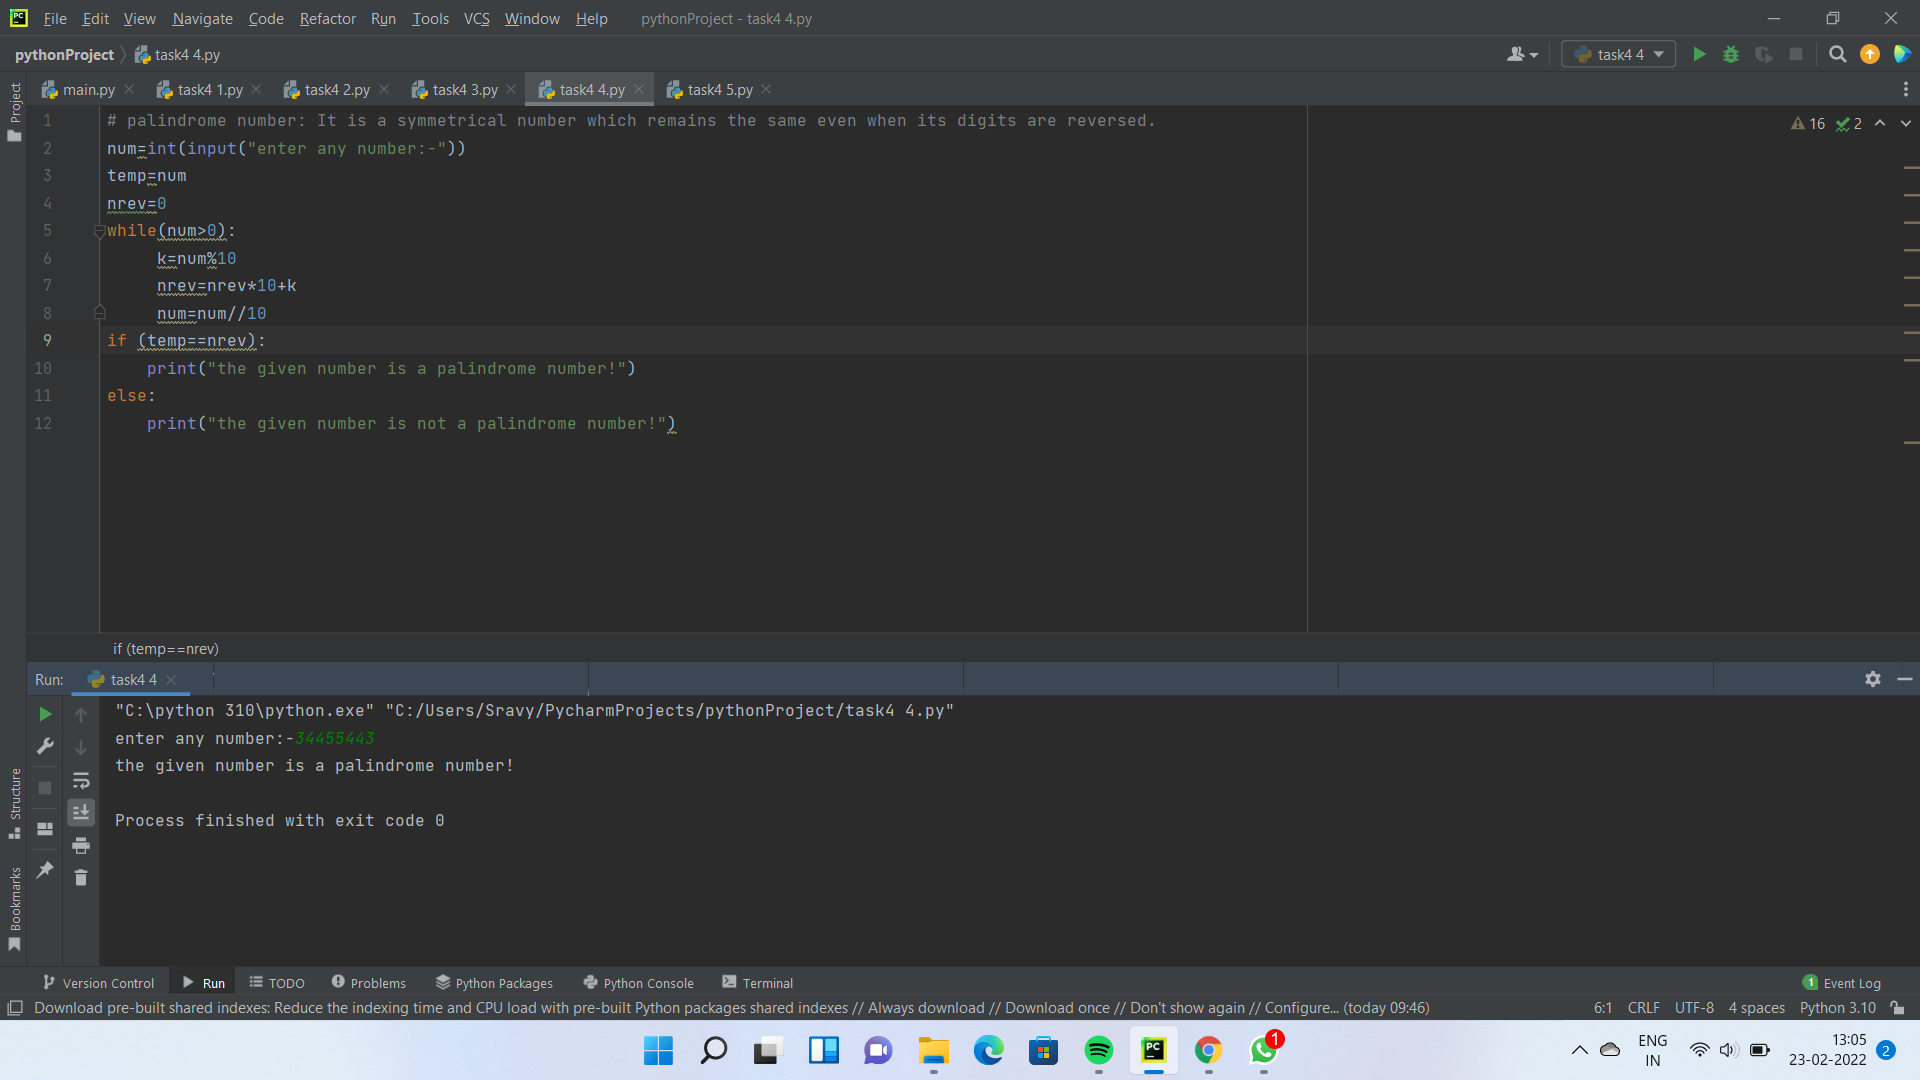 File Edit View Navigate Code Refactor Run Tools VCS Window Help pythonProject - task4 4.py
pythonProject task4 4.py task4 4
main.py task4 1.py task4 2.py task4 3.py task4 4.py task4 5.py
Project
16 2
1 # palindrome number: It is a symmetrical number which remains the same even when its digits are reversed.
2 num=int(input("enter any number:-"))
3 temp=num
4 nrev=0
5 while(num>0):
6 k=num%10
7 nrev=nrev*10+k
8 num=num//10
9 if (temp==nrev):
10 print("the given number is a palindrome number!")
11 else:
12 print("the given number is not a palindrome number!")
if (temp==nrev)
Run: task4 4
"C:\python 310\python.exe" "C:/Users/Sravy/PycharmProjects/pythonProject/task4 4.py"
enter any number:-34455443
the given number is a palindrome number!
Process finished with exit code 0
Structure
Bookmarks
Version Control Run TODO Problems Python Packages Python Console Terminal 1 Event Log
Download pre-built shared indexes: Reduce the indexing time and CPU load with pre-built Python packages shared indexes // Always download // Download once // Don't show again // Configure... (today 09:46) 6:1 CRLF UTF-8 4 spaces Python 3.10
PC 1 ENG 13:05
IN 23-02-2022 2